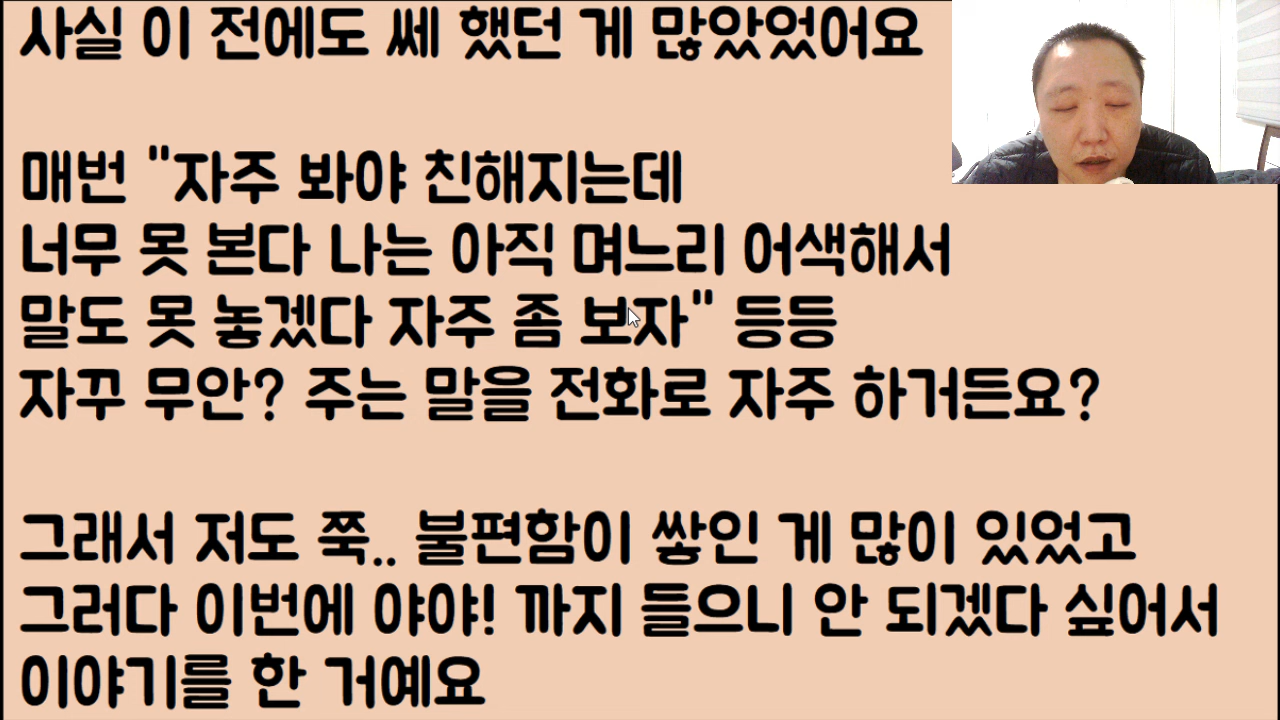 사실 이 전에도 쎄 했던 게 많았었어요
매번 "자주 봐야 친해지는데
너무 못 본다 나는 아직 며느리 어색해서
말도 못 놓겠다 자주 좀 보자" 등등
자꾸 무안? 주는 말을 전화로 자주 하거든요?
그래서 저도 쭉.. 불편함이 쌓인 게 많이 있었고
그러다 이번에 야야! 까지 들으니 안 되겠다 싶어서
이야기를 한 거예요